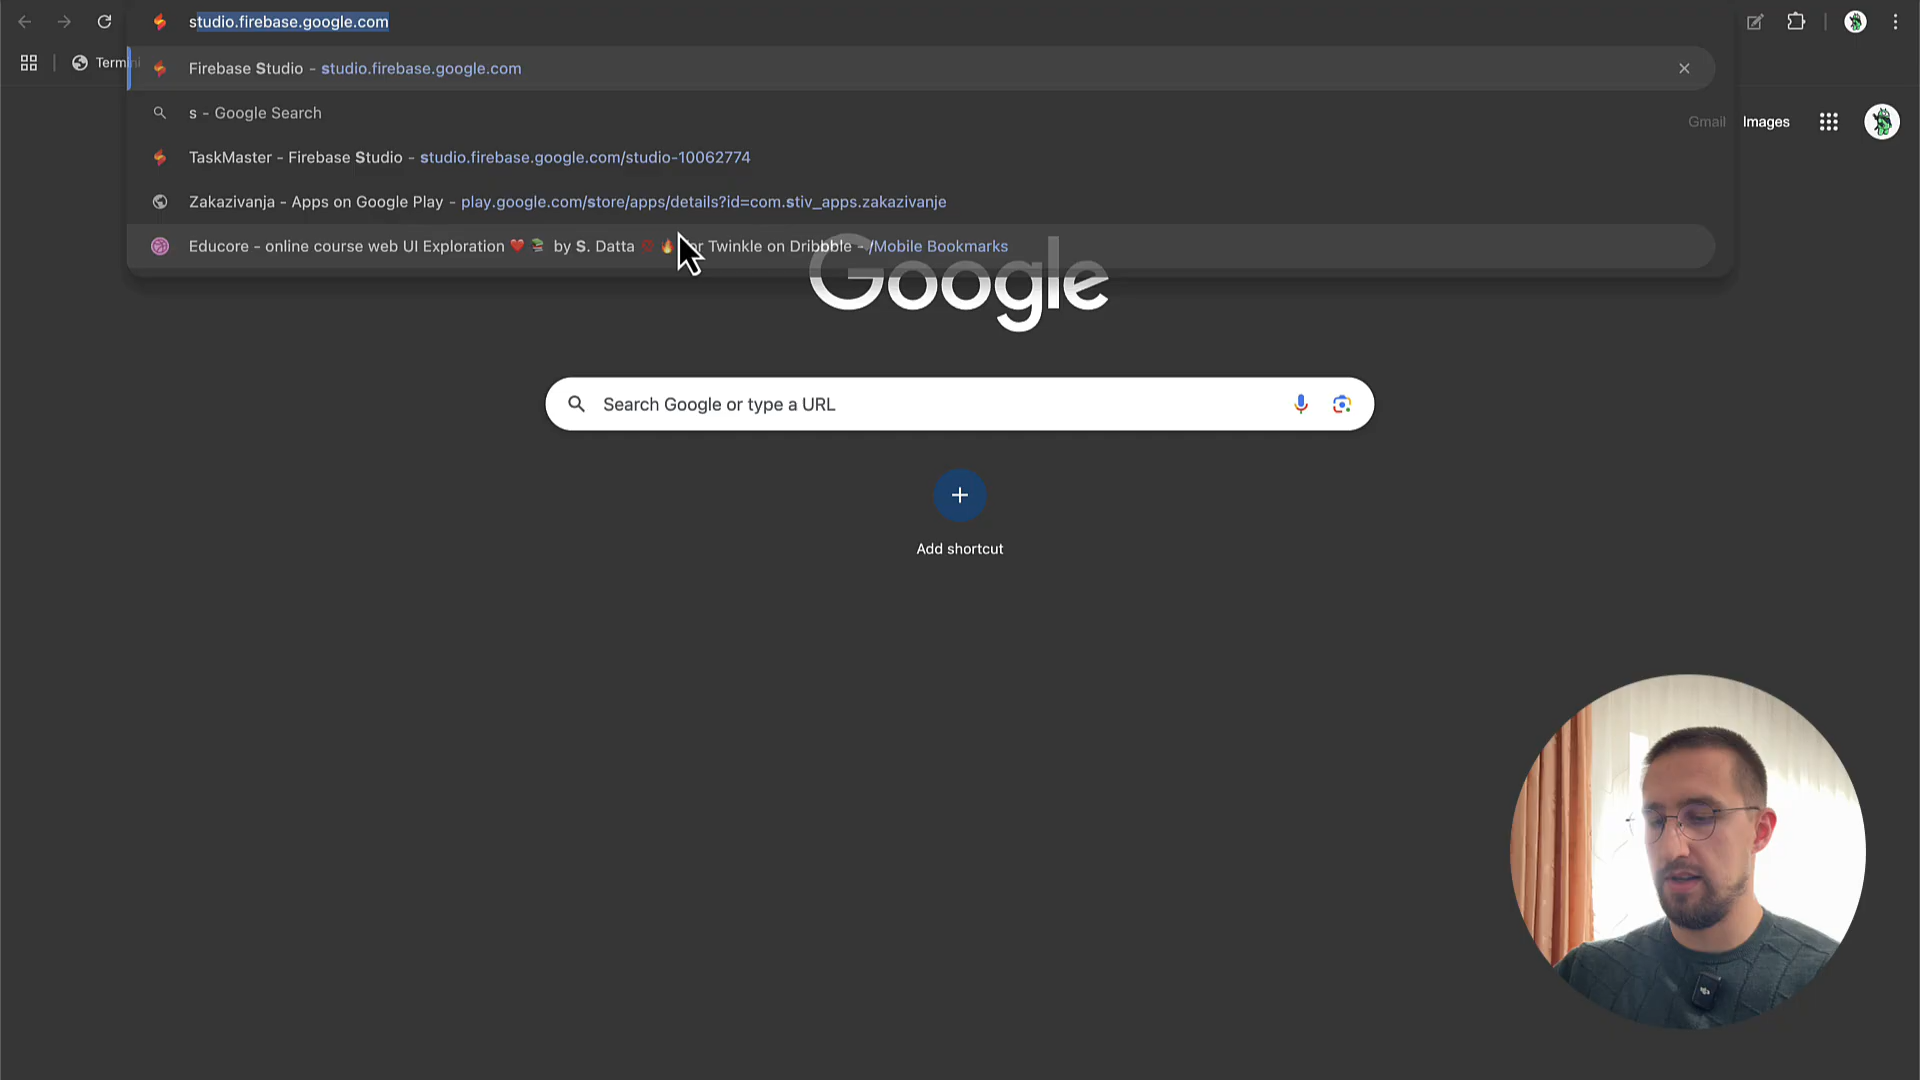 studio.firebase.google.com
Termini
Firebase Studio - studio.firebase.google.com
s - Google Search
TaskMaster - Firebase Studio - studio.firebase.google.com/studio-10062774
Zakazivanja - Apps on Google Play - play.google.com/store/apps/details?id=com.stiv_apps.zakazivanje
Educore - online course web UI Exploration ❤️ 📚 by S. Datta 🔥 for Twinkle on Dribbble - /Mobile Bookmarks
Gmail Images
Google
Search Google or type a URL
Add shortcut